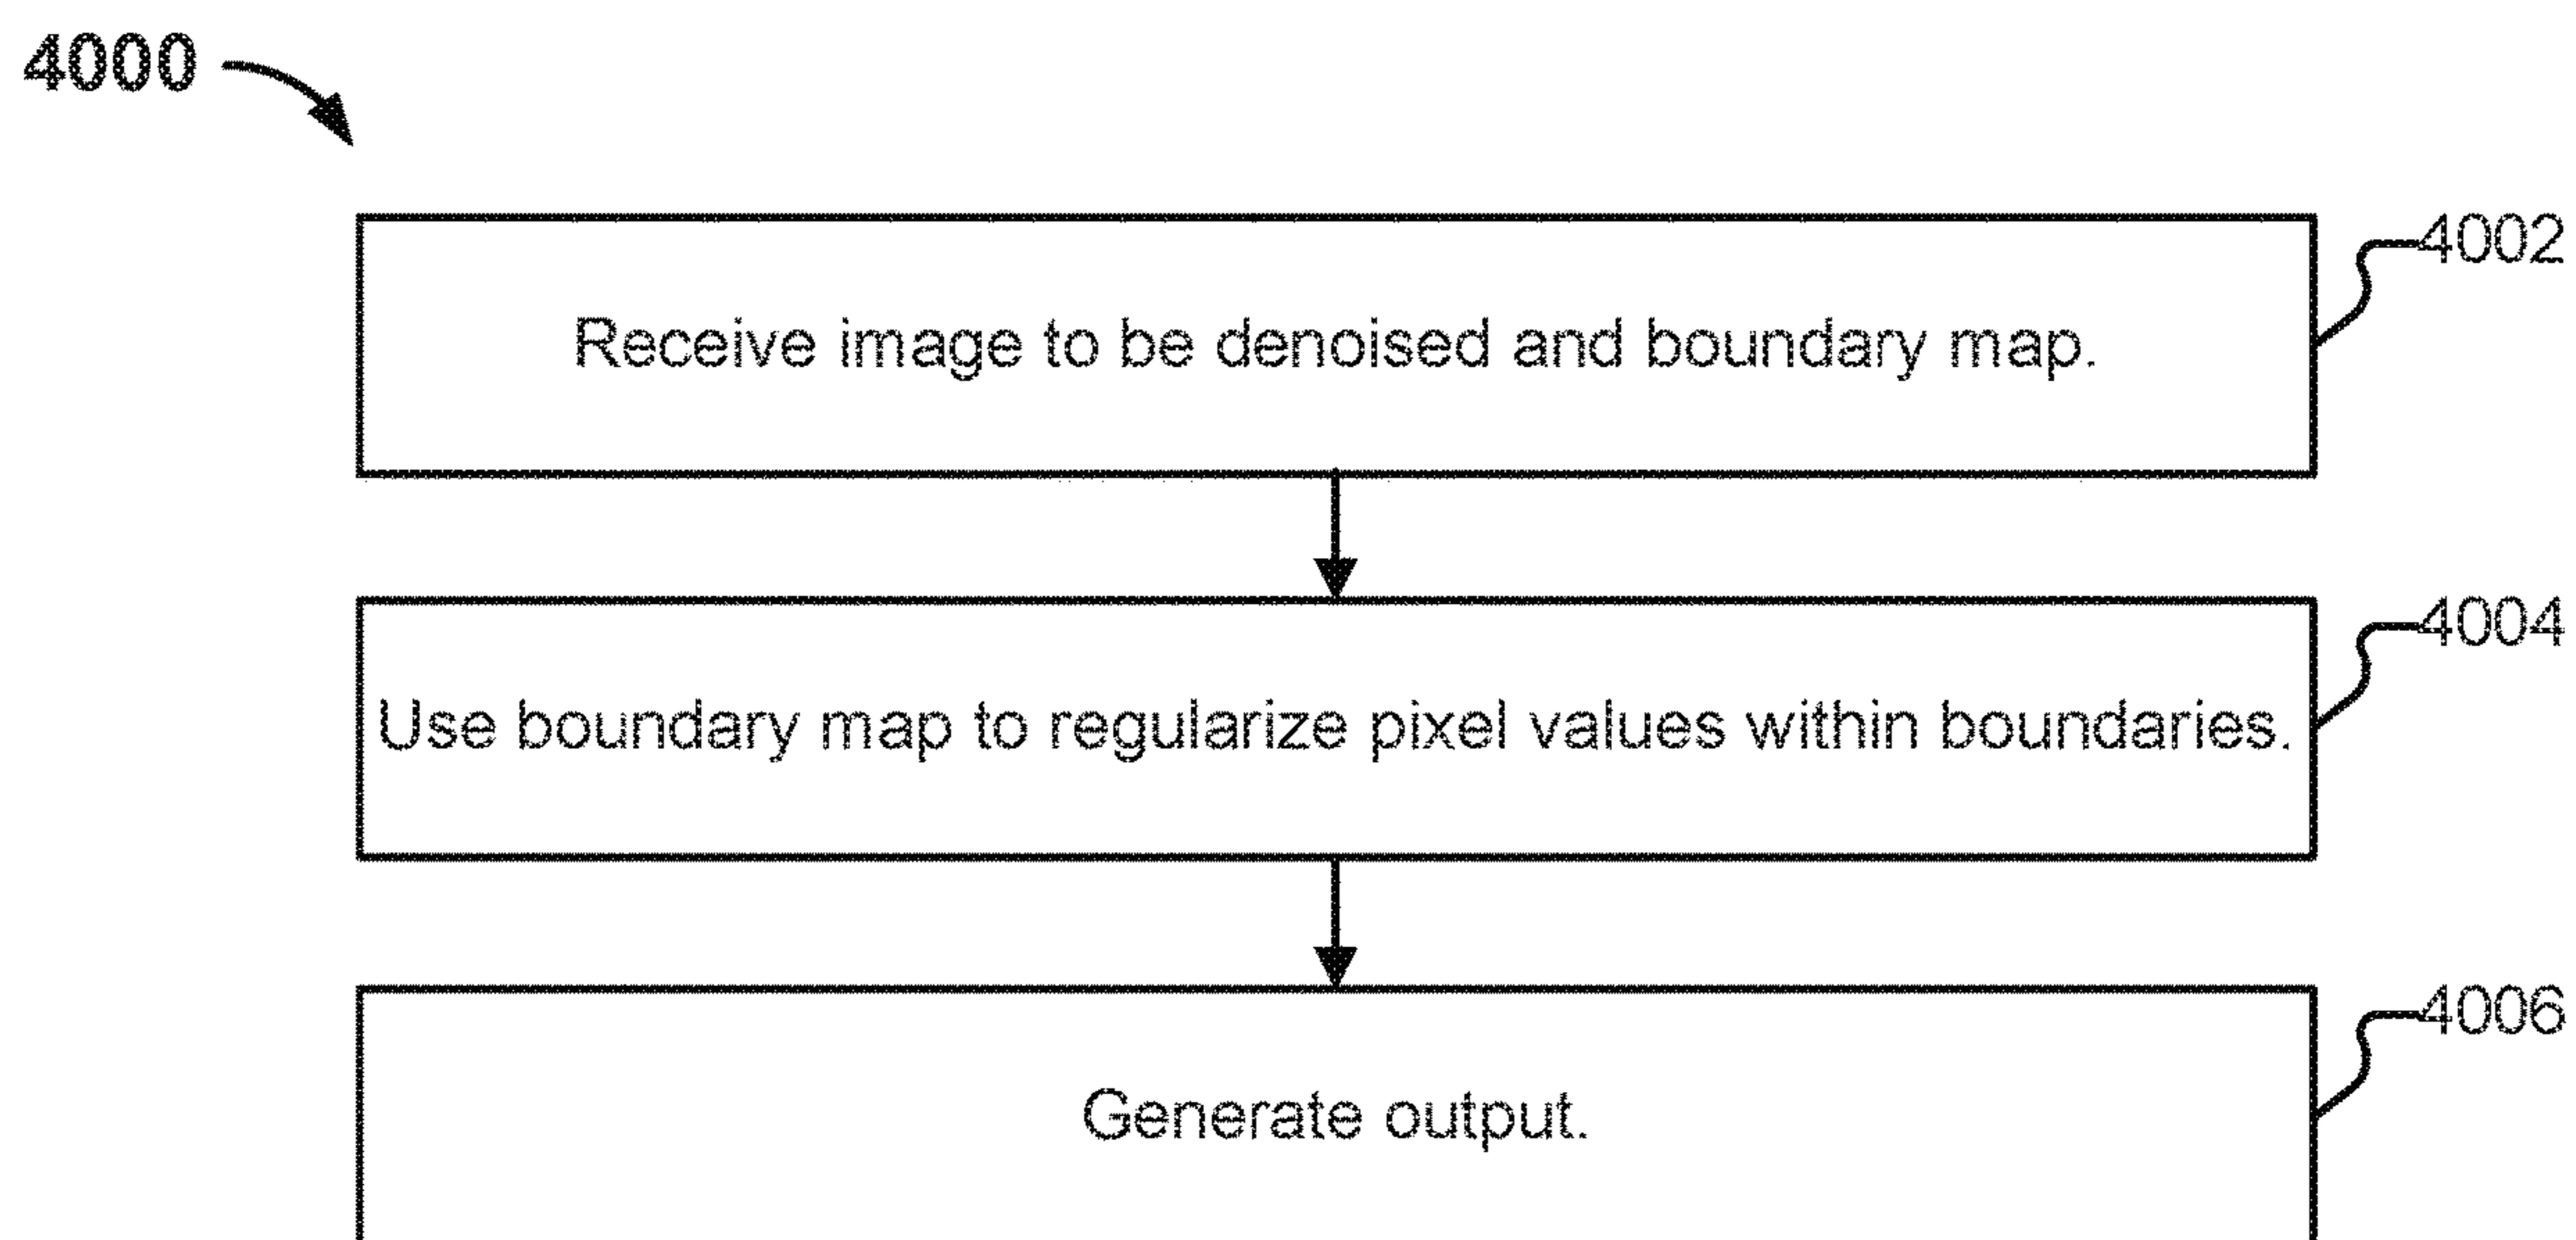 4000
4002
Receive image to be denoised and boundary map.
4004
Use boundary map to regularize pixel values within boundaries.
4006
Generate output.